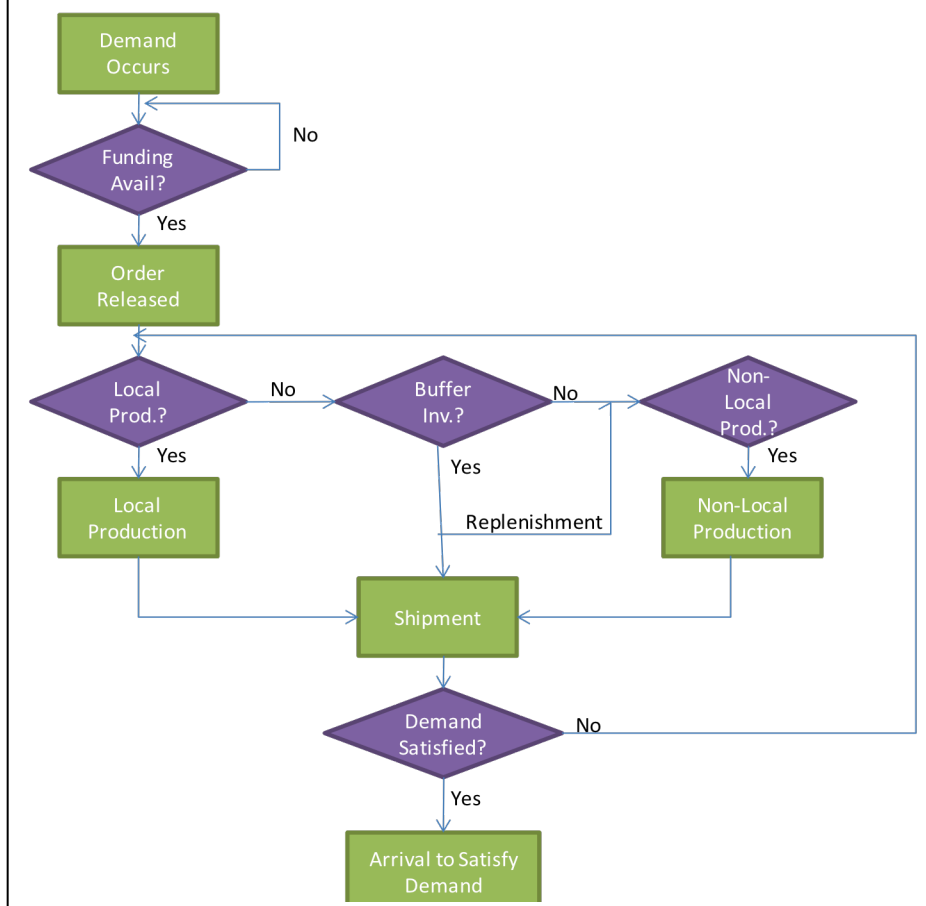 Demand
Occurs
No
Funding
Avail?
Yes
Order
Released
Local
Prod.?
No
Buffer
Inv.?
No
Non-
Local
Prod.?
Yes
Yes
Yes
Local
Production
Replenishment
Non-Local
Production
Shipment
Demand
Satisfied?
No
Yes
Arrival to Satisfy
Demand